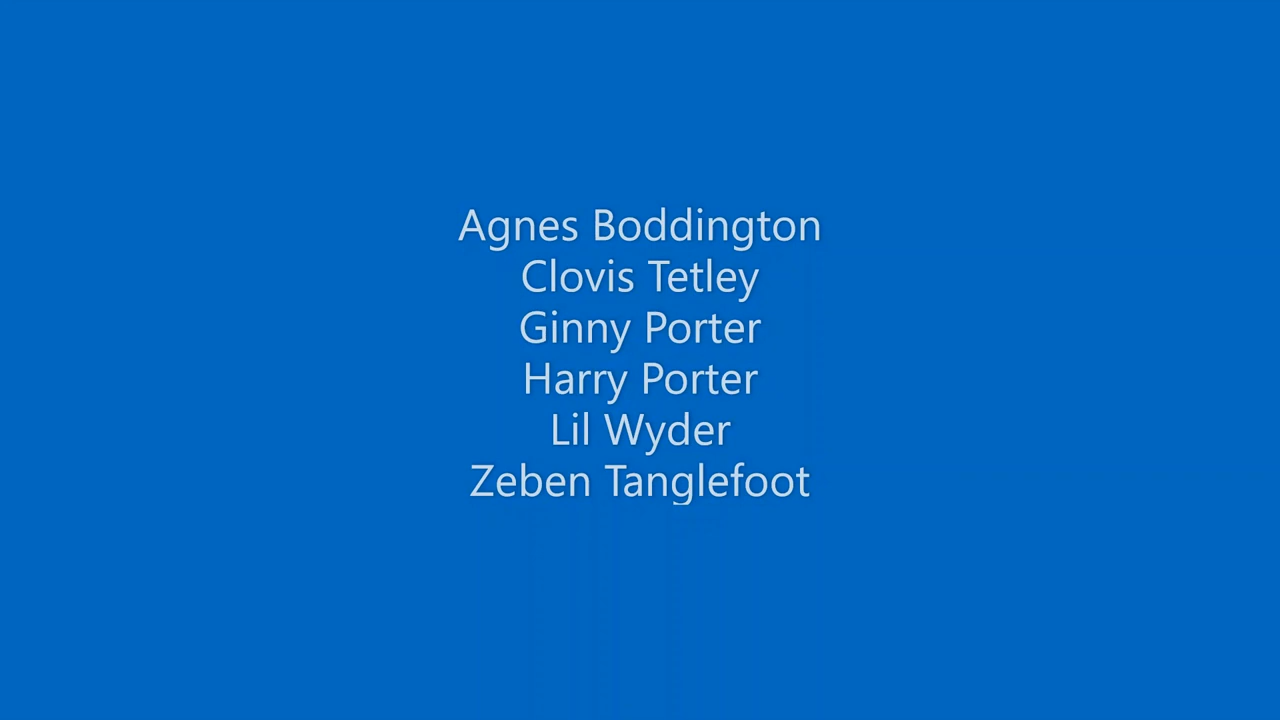 Agnes Boddington
Clovis Tetley
Ginny Porter
Harry Porter
Lil Wyder
Zeben Tanglefoot